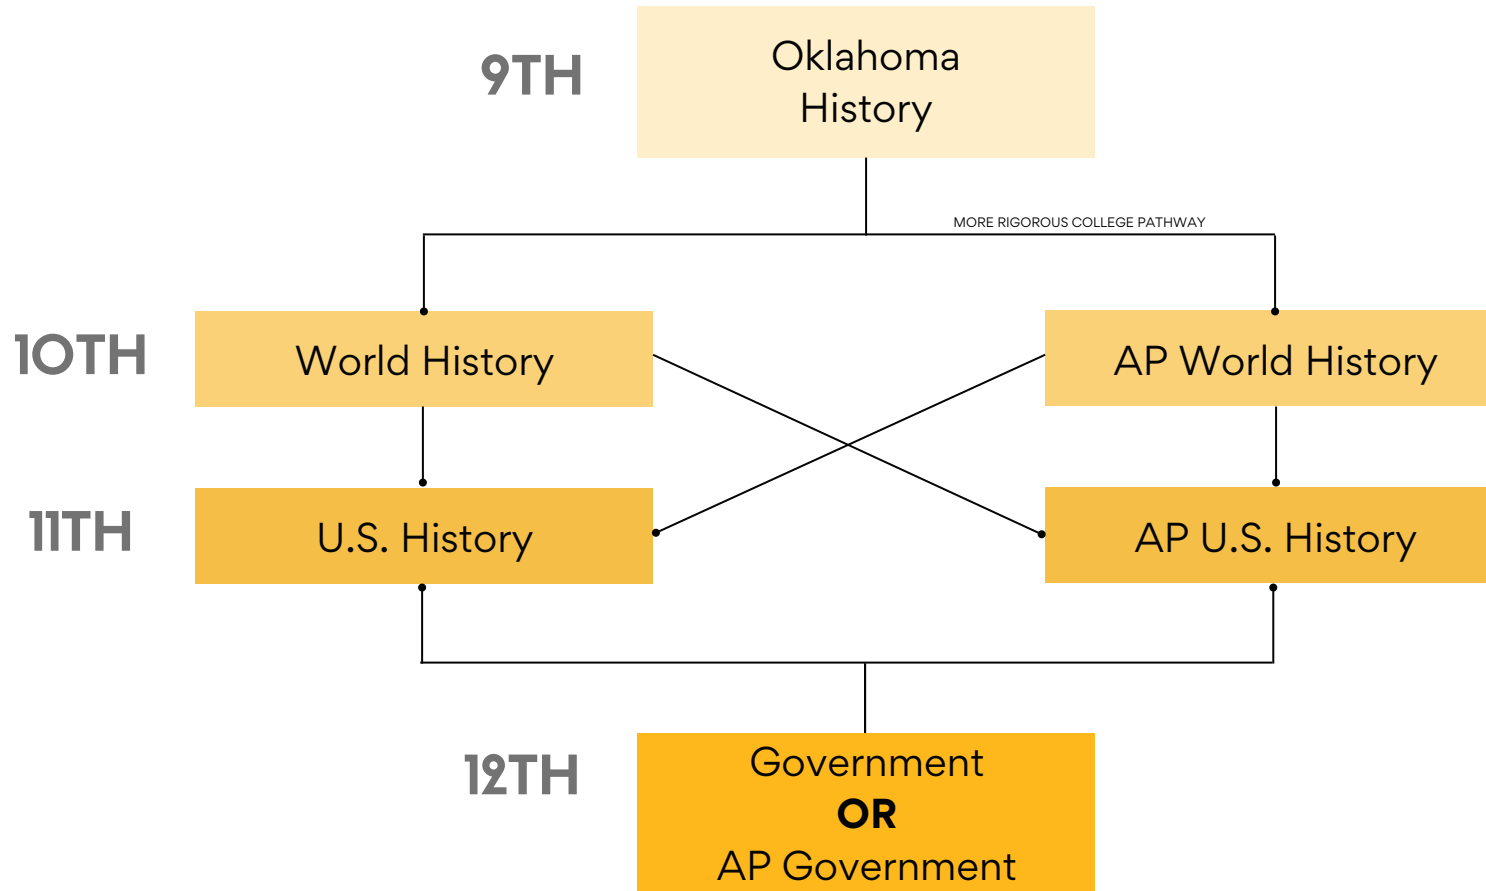 9TH
Oklahoma
History
MORE RIGOROUS COLLEGE PATHWAY
10TH
World History
AP World History
11TH
U.S. History
AP U.S. History
12TH
Government
OR
AP Government